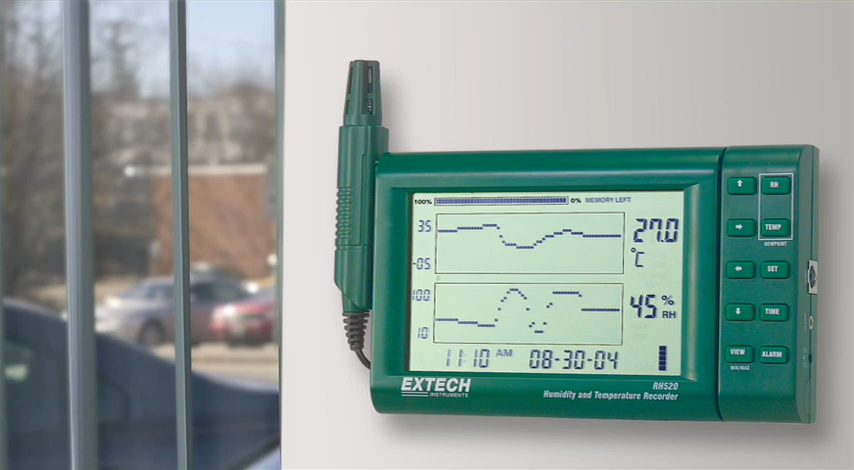 100% 0% MEMORY LEFT
35 27.0
°C
-05
100 45 %
RH
10
11:10 AM 08-30-04
EXTECH
INSTRUMENTS
RH520
Humidity and Temperature Recorder
RH
TEMP
DEWPOINT
SET
TIME
VIEW ALARM
MIN/MAX